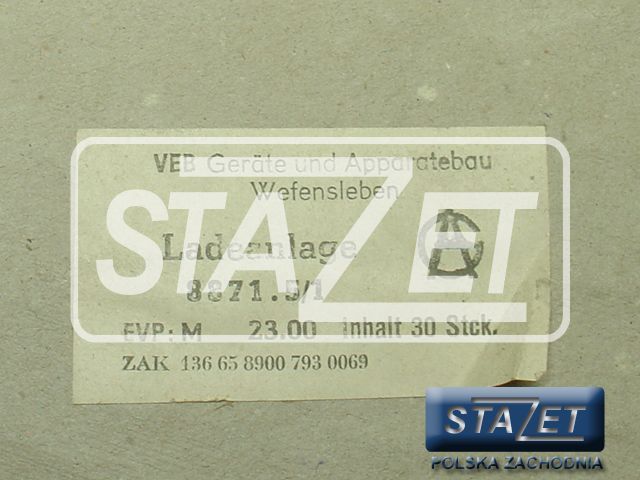 VEB Geräte und Apparatebau
Wefensleben
Ladeanlage
8871.5/1
EVP: M 23.00 Inhalt 30 Stck.
ZAK 136 65 8900 793 0069
STAZET
STAZET
POLSKA ZACHODNIA